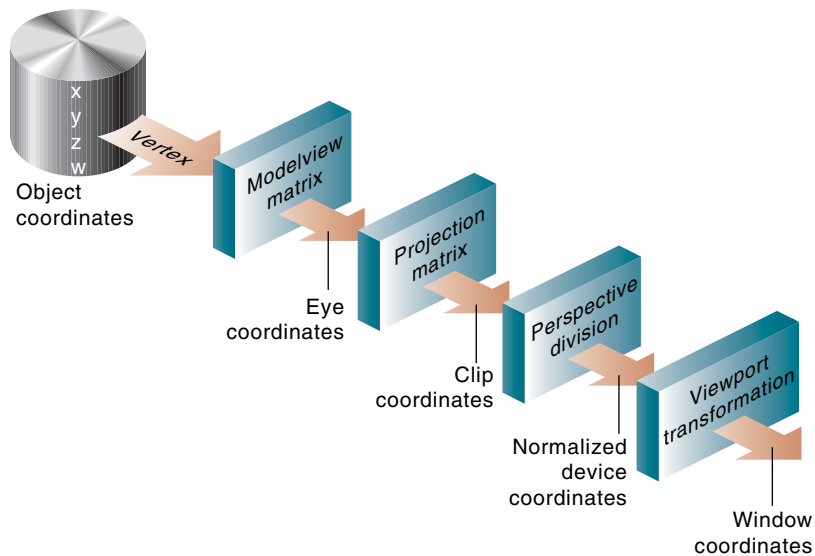 x
y
z
w
Vertex
Object
coordinates
Modelview
matrix
Eye
coordinates
Projection
matrix
Clip
coordinates
Perspective
division
Normalized
device
coordinates
Viewport
transformation
Window
coordinates